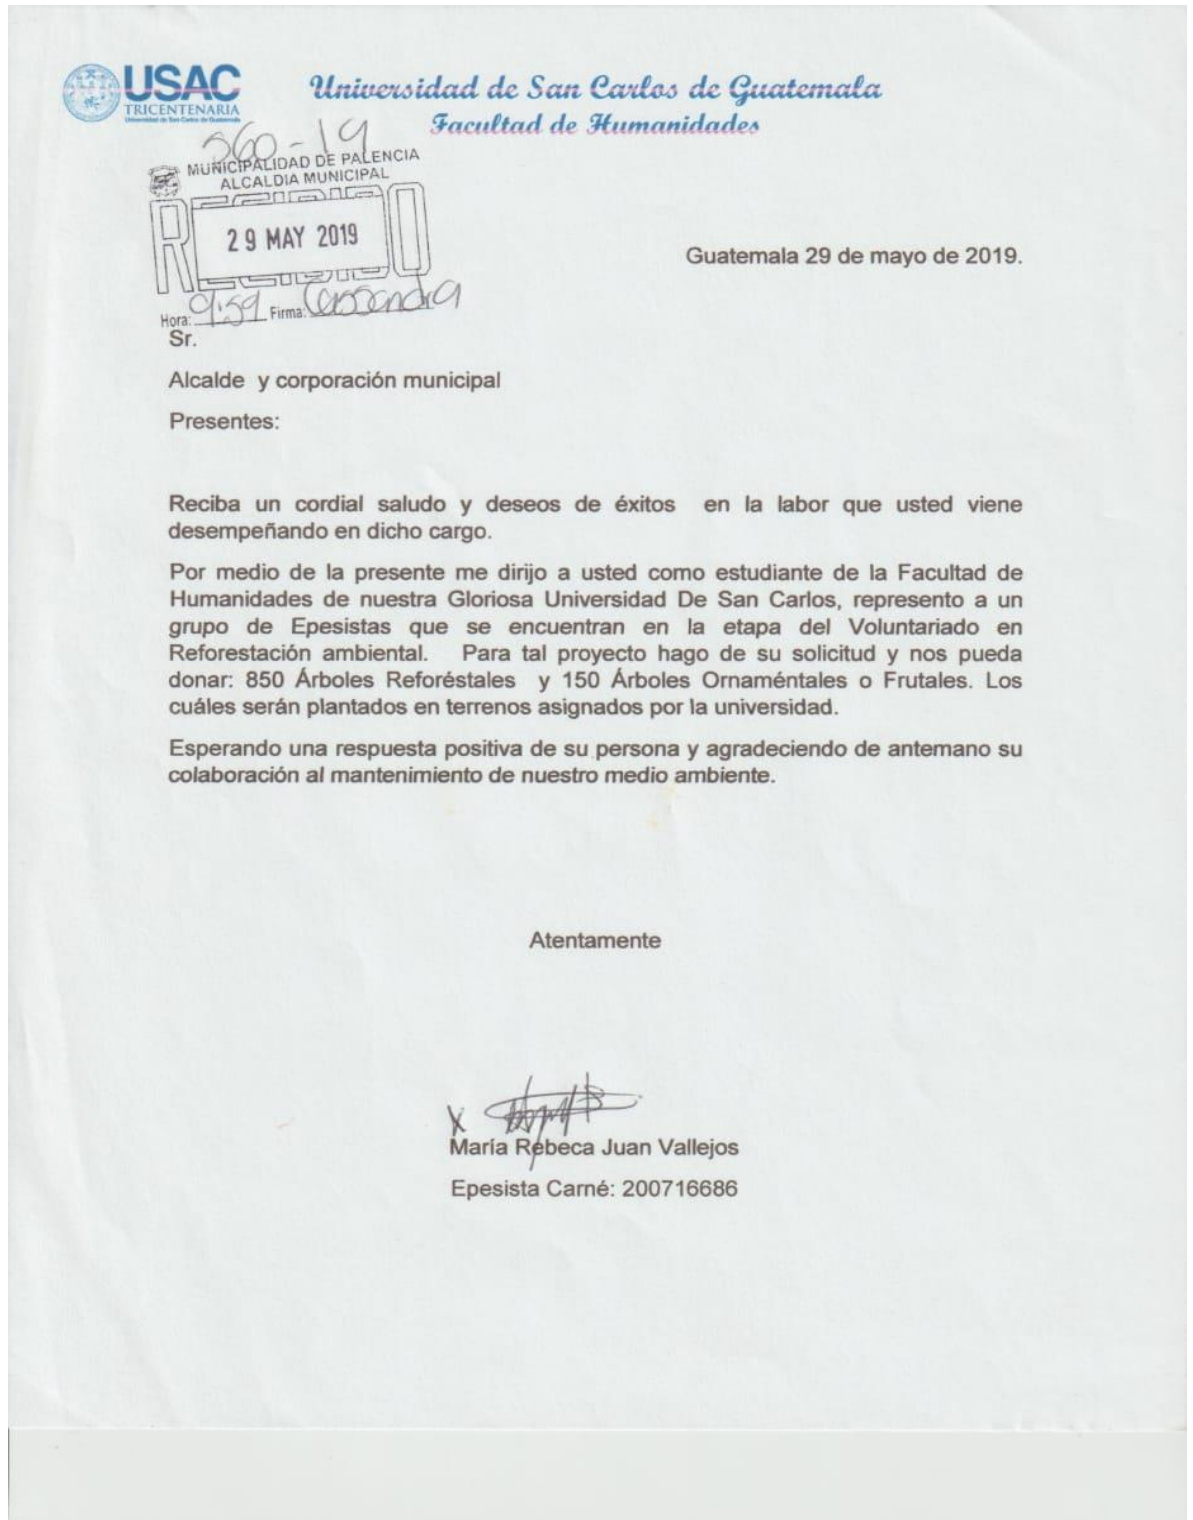 USAC
TRICENTENARIA
Universidad de San Carlos de Guatemala
Universidad de San Carlos de Guatemala
Facultad de Humanidades
560-19
MUNICIPALIDAD DE PALENCIA
ALCALDIA MUNICIPAL
RECIBIDO
29 MAY 2019
Hora: 9:59 Firma: Cassandra
Guatemala 29 de mayo de 2019.
Sr.
Alcalde y corporación municipal
Presentes:
Reciba un cordial saludo y deseos de éxitos en la labor que usted viene
desempeñando en dicho cargo.
Por medio de la presente me dirijo a usted como estudiante de la Facultad de
Humanidades de nuestra Gloriosa Universidad De San Carlos, represento a un
grupo de Epesistas que se encuentran en la etapa del Voluntariado en
Reforestación ambiental. Para tal proyecto hago de su solicitud y nos pueda
donar: 850 Árboles Reforéstales y 150 Árboles Ornaméntales o Frutales. Los
cuáles serán plantados en terrenos asignados por la universidad.
Esperando una respuesta positiva de su persona y agradeciendo de antemano su
colaboración al mantenimiento de nuestro medio ambiente.
Atentamente
X
María Rebeca Juan Vallejos
Epesista Carné: 200716686